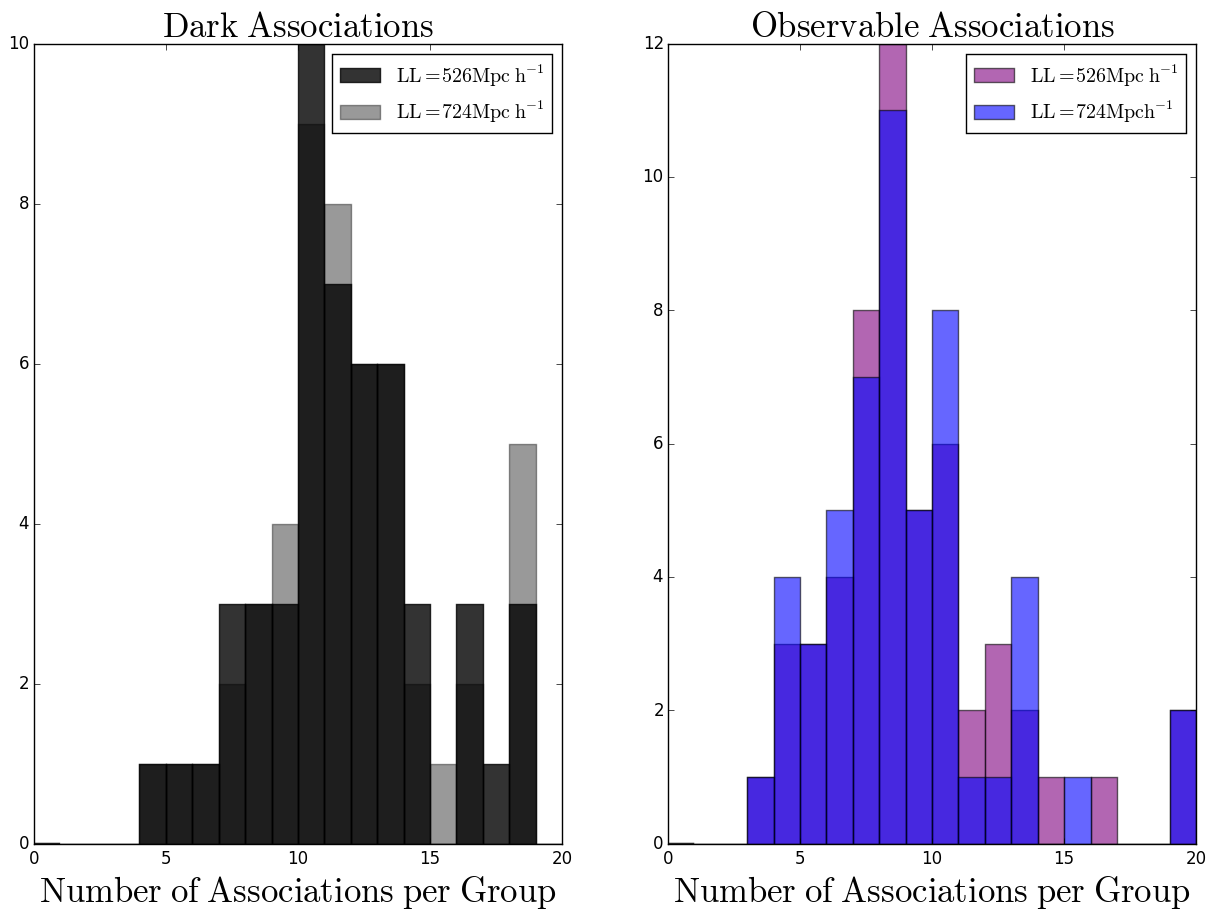 Dark Associations
LL = 526Mpc h⁻¹
LL = 724Mpc h⁻¹
10
8
6
4
2
0
0 5 10 15 20
Number of Associations per Group
Observable Associations
LL = 526Mpc h⁻¹
LL = 724Mpch⁻¹
12
10
8
6
4
2
0
0 5 10 15 20
Number of Associations per Group